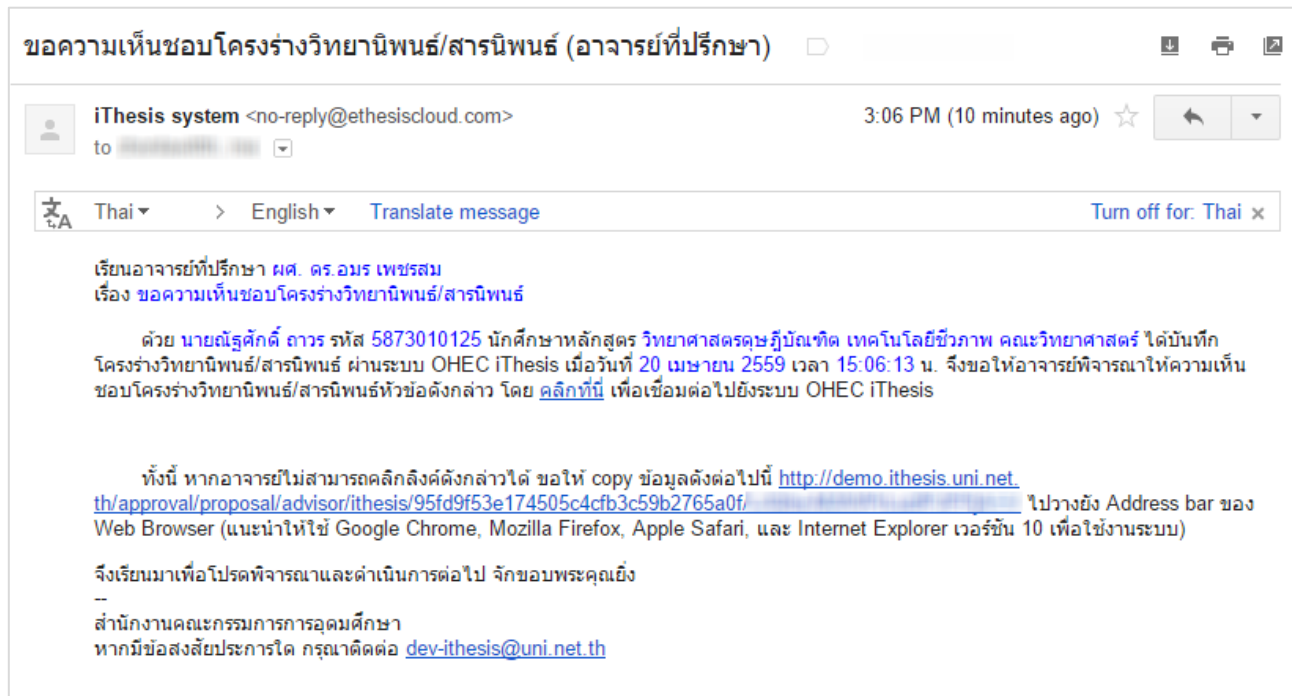 ขอความเห็นชอบโครงร่างวิทยานิพนธ์/สารนิพนธ์ (อาจารย์ที่ปรึกษา)
iThesis system <no-reply@ethesiscloud.com>
3:06 PM (10 minutes ago)
to
Thai > English Translate message Turn off for: Thai x
เรียนอาจารย์ที่ปรึกษา ผศ. ดร.อมร เพชรสม
เรื่อง ขอความเห็นชอบโครงร่างวิทยานิพนธ์/สารนิพนธ์
ด้วย นายณัฐศักดิ์ ถาวร รหัส 5873010125 นักศึกษาหลักสูตร วิทยาศาสตรดุษฎีบัณฑิต เทคโนโลยีชีวภาพ คณะวิทยาศาสตร์ ได้บันทึก
โครงร่างวิทยานิพนธ์/สารนิพนธ์ ผ่านระบบ OHEC iThesis เมื่อวันที่ 20 เมษายน 2559 เวลา 15:06:13 น. จึงขอให้อาจารย์พิจารณาให้ความเห็น
ชอบโครงร่างวิทยานิพนธ์/สารนิพนธ์หัวข้อดังกล่าว โดย คลิกที่นี่ เพื่อเชื่อมต่อไปยังระบบ OHEC iThesis
ทั้งนี้ หากอาจารย์ไม่สามารถคลิกลิงค์ดังกล่าวได้ ขอให้ copy ข้อมูลดังต่อไปนี้ http://demo.ithesis.uni.net.
th/approval/proposal/advisor/ithesis/95fd9f53e174505c4cfb3c59b2765a0f/ ไปวางยัง Address bar ของ
Web Browser (แนะนำให้ใช้ Google Chrome, Mozilla Firefox, Apple Safari, และ Internet Explorer เวอร์ชัน 10 เพื่อใช้งานระบบ)
จึงเรียนมาเพื่อโปรดพิจารณาและดำเนินการต่อไป จักขอบพระคุณยิ่ง
--
สำนักงานคณะกรรมการการอุดมศึกษา
หากมีข้อสงสัยประการใด กรุณาติดต่อ dev-ithesis@uni.net.th